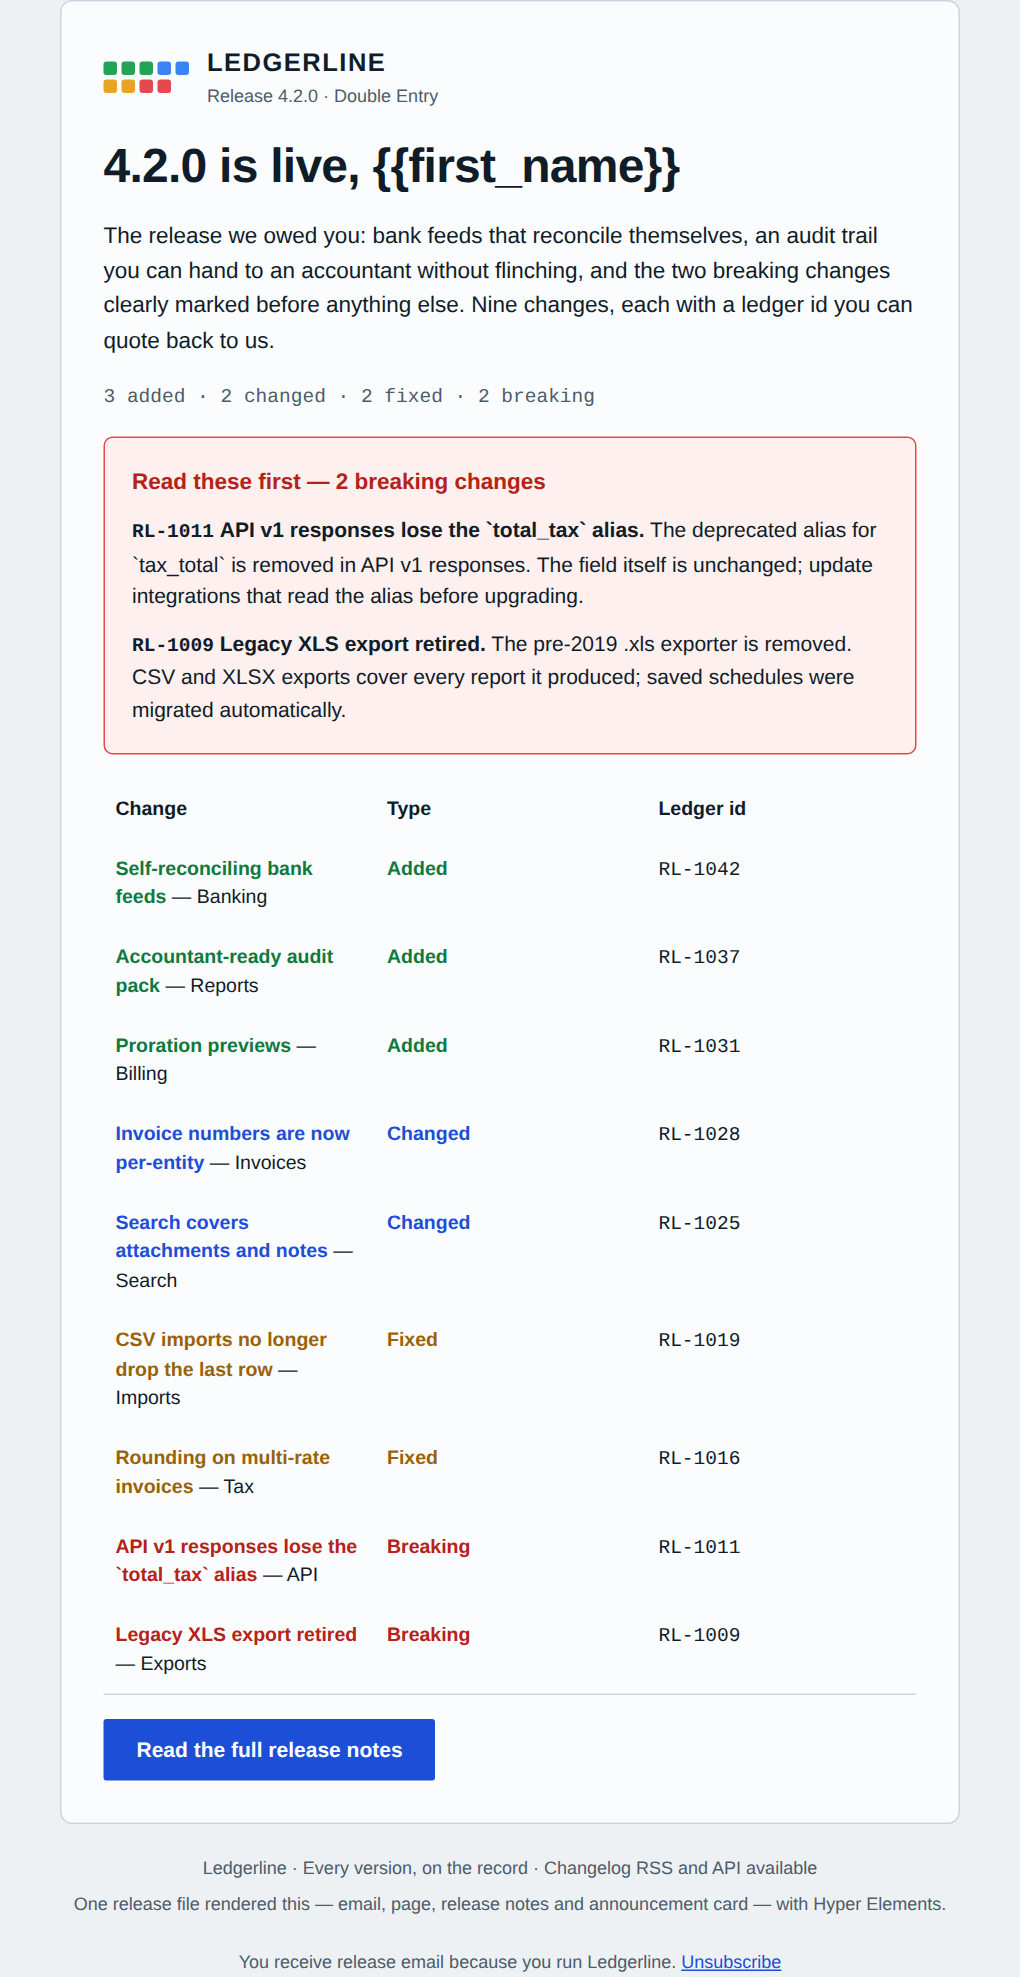 LEDGERLINE
Release 4.2.0 · Double Entry
4.2.0 is live, {{first_name}}
The release we owed you: bank feeds that reconcile themselves, an audit trail
you can hand to an accountant without flinching, and the two breaking changes
clearly marked before anything else. Nine changes, each with a ledger id you can
quote back to us.
3 added · 2 changed · 2 fixed · 2 breaking
Read these first — 2 breaking changes
RL-1011 API v1 responses lose the `total_tax` alias. The deprecated alias for
`tax_total` is removed in API v1 responses. The field itself is unchanged; update
integrations that read the alias before upgrading.
RL-1009 Legacy XLS export retired. The pre-2019 .xls exporter is removed.
CSV and XLSX exports cover every report it produced; saved schedules were
migrated automatically.
Change Type Ledger id
Self-reconciling bank Added RL-1042
feeds — Banking
Accountant-ready audit Added RL-1037
pack — Reports
Proration previews — Added RL-1031
Billing
Invoice numbers are now Changed RL-1028
per-entity — Invoices
Search covers Changed RL-1025
attachments and notes —
Search
CSV imports no longer Fixed RL-1019
drop the last row —
Imports
Rounding on multi-rate Fixed RL-1016
invoices — Tax
API v1 responses lose the Breaking RL-1011
`total_tax` alias — API
Legacy XLS export retired Breaking RL-1009
— Exports
Read the full release notes
Ledgerline · Every version, on the record · Changelog RSS and API available
One release file rendered this — email, page, release notes and announcement card — with Hyper Elements.
You receive release email because you run Ledgerline. Unsubscribe